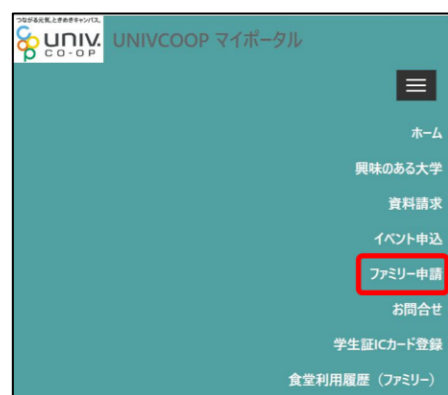 つながる元気、ときめきキャンパス。
UNIV.
CO-OP
UNIVCOOP マイポータル
ホーム
興味のある大学
資料請求
イベント申込
ファミリー申請
お問合せ
学生証ICカード登録
食堂利用履歴（ファミリー）